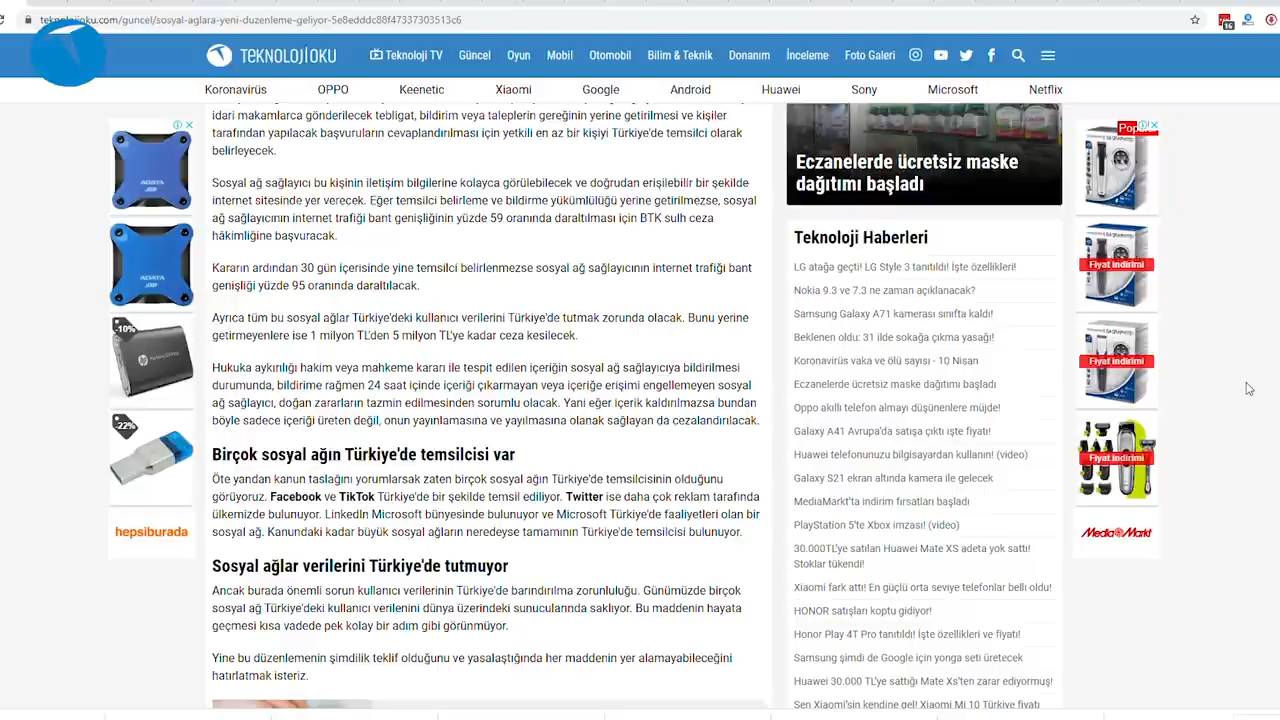 teknolojioku.com/guncel/sosyal-aglara-yeni-duzenleme-geliyor-5e8edddc88f47337303513c6
16
TEKNOLOJİOKU
Teknoloji TV Güncel Oyun Mobil Otomobil Bilim & Teknik Donanım İnceleme Foto Galeri
Koronavirüs OPPO Keenetic Xiaomi Google Android Huawei Sony Microsoft Netflix
idari makamlarca gönderilecek tebligat, bildirim veya taleplerin gereğinin yerine getirilmesi ve kişiler
tarafından yapılacak başvuruların cevaplandırılması için yetkili en az bir kişiyi Türkiye'de temsilci olarak
belirleyecek.
Sosyal ağ sağlayıcı bu kişinin iletişim bilgilerine kolayca görülebilecek ve doğrudan erişilebilir bir şekilde
internet sitesinde yer verecek. Eğer temsilci belirleme ve bildirme yükümlülüğü yerine getirilmezse, sosyal
ağ sağlayıcının internet trafiği bant genişliğinin yüzde 59 oranında daraltılması için BTK sulh ceza
hâkimliğine başvuracak.
Kararın ardından 30 gün içerisinde yine temsilci belirlenmezse sosyal ağ sağlayıcının internet trafiği bant
genişliği yüzde 95 oranında daraltılacak.
Ayrıca tüm bu sosyal ağlar Türkiye'deki kullanıcı verilerini Türkiye'de tutmak zorunda olacak. Bunu yerine
getirmeyenlere ise 1 milyon TL'den 5 milyon TL'ye kadar ceza kesilecek.
Hukuka aykırılığı hakim veya mahkeme kararı ile tespit edilen içeriğin sosyal ağ sağlayıcıya bildirilmesi
durumunda, bildirime rağmen 24 saat içinde içeriği çıkarmayan veya içeriğe erişimi engellemeyen sosyal
ağ sağlayıcı, doğan zararların tazmin edilmesinden sorumlu olacak. Yani eğer içerik kaldırılmazsa bundan
böyle sadece içeriği üreten değil, onun yayınlamasına ve yayılmasına olanak sağlayan da cezalandırılacak.
Birçok sosyal ağın Türkiye'de temsilcisi var
Öte yandan kanun taslağını yorumlarsak zaten birçok sosyal ağın Türkiye'de temsilcisinin olduğunu
görüyoruz. Facebook ve TikTok Türkiye'de bir şekilde temsil ediliyor. Twitter ise daha çok reklam tarafında
ülkemizde bulunuyor. LinkedIn Microsoft bünyesinde bulunuyor ve Microsoft Türkiye'de faaliyetleri olan bir
sosyal ağ. Kanundaki kadar büyük sosyal ağların neredeyse tamamının Türkiye'de temsilcisi bulunuyor.
Sosyal ağlar verilerini Türkiye'de tutmuyor
Ancak burada önemli sorun kullanıcı verilerinin Türkiye'de barındırılma zorunluluğu. Günümüzde birçok
sosyal ağ Türkiye'deki kullanıcı verilenini dünya üzerindeki sunucularında saklıyor. Bu maddenin hayata
geçmesi kısa vadede pek kolay bir adım gibi görünmüyor.
Yine bu düzenlemenin şimdilik teklif olduğunu ve yasalaştığında her maddenin yer alamayabileceğini
hatırlatmak isteriz.
Eczanelerde ücretsiz maske
dağıtımı başladı
Teknoloji Haberleri
LG atağa geçti! LG Style 3 tanıtıldı! İşte özellikleri!
Nokia 9.3 ve 7.3 ne zaman açıklanacak?
Samsung Galaxy A71 kamerası sınıfta kaldı!
Beklenen oldu: 31 ilde sokağa çıkma yasağı!
Koronavirüs vaka ve ölü sayısı - 10 Nisan
Eczanelerde ücretsiz maske dağıtımı başladı
Oppo akıllı telefon almayı düşünenlere müjde!
Galaxy A41 Avrupa'da satışa çıktı işte fiyatı!
Huawei telefonunuzu bilgisayardan kullanın! (video)
Galaxy S21 ekran altında kamera ile gelecek
MediaMarkt'ta indirim fırsatları başladı
PlayStation 5'te Xbox imzası! (video)
30.000TL'ye satılan Huawei Mate XS adeta yok sattı!
Stoklar tükendi!
Xiaomi fark attı! En güçlü orta seviye telefonlar belli oldu!
HONOR satışları koptu gidiyor!
Honor Play 4T Pro tanıtıldı! İşte özellikleri ve fiyatı!
Samsung şimdi de Google için yonga seti üretecek
Huawei 30.000 TL'ye sattığı Mate Xs'ten zarar ediyormuş!
Sen Xiaomi'sin kendine gel! Xiaomi Mi 10 Türkiye fiyatı
ADATA
ADATA
-10%
-22%
hepsiburada
Fiyat indirimi
Fiyat indirimi
Fiyat indirimi
Media Markt